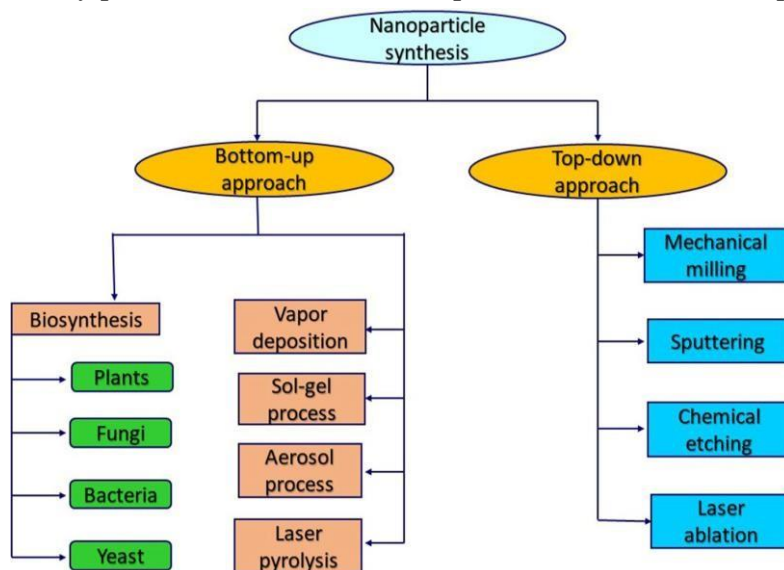 Nanoparticle
synthesis
Bottom-up
approach
Top-down
approach
Biosynthesis
Plants
Fungi
Bacteria
Yeast
Vapor
deposition
Sol-gel
process
Aerosol
process
Laser
pyrolysis
Mechanical
milling
Sputtering
Chemical
etching
Laser
ablation